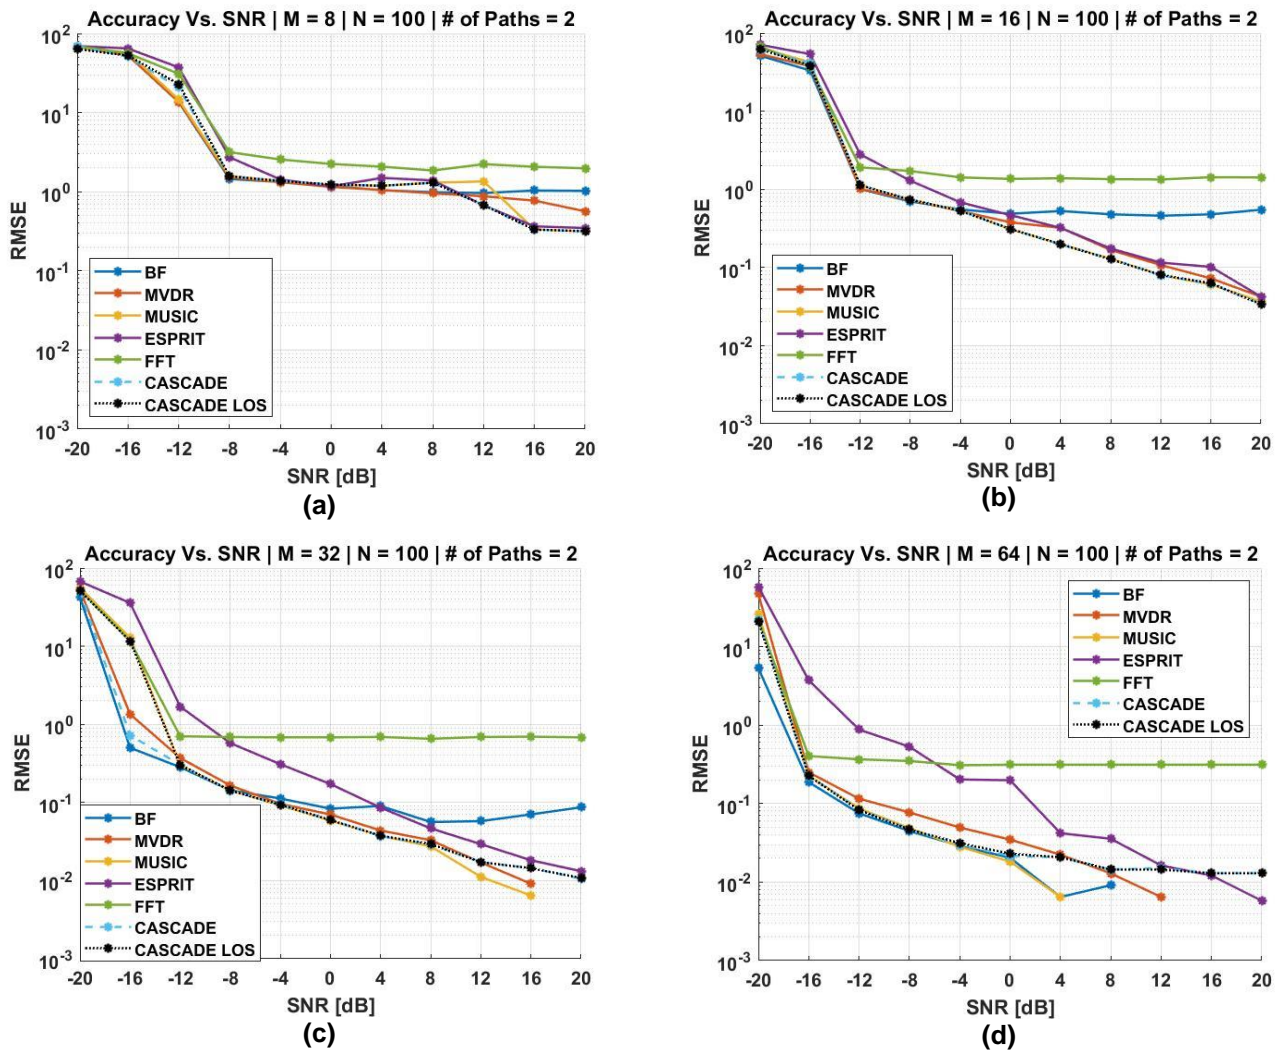 Accuracy Vs. SNR | M = 8 | N = 100 | # of Paths = 2
10^2
10^1
10^0
10^-1
10^-2
10^-3
RMSE
BF
MVDR
MUSIC
ESPRIT
FFT
CASCADE
CASCADE LOS
-20 -16 -12 -8 -4 0 4 8 12 16 20
SNR [dB]
(a)
Accuracy Vs. SNR | M = 16 | N = 100 | # of Paths = 2
10^2
10^1
10^0
10^-1
10^-2
10^-3
RMSE
BF
MVDR
MUSIC
ESPRIT
FFT
CASCADE
CASCADE LOS
-20 -16 -12 -8 -4 0 4 8 12 16 20
SNR [dB]
(b)
Accuracy Vs. SNR | M = 32 | N = 100 | # of Paths = 2
10^2
10^1
10^0
10^-1
10^-2
10^-3
RMSE
BF
MVDR
MUSIC
ESPRIT
FFT
CASCADE
CASCADE LOS
-20 -16 -12 -8 -4 0 4 8 12 16 20
SNR [dB]
(c)
Accuracy Vs. SNR | M = 64 | N = 100 | # of Paths = 2
10^2
10^1
10^0
10^-1
10^-2
10^-3
RMSE
BF
MVDR
MUSIC
ESPRIT
FFT
CASCADE
CASCADE LOS
-20 -16 -12 -8 -4 0 4 8 12 16 20
SNR [dB]
(d)